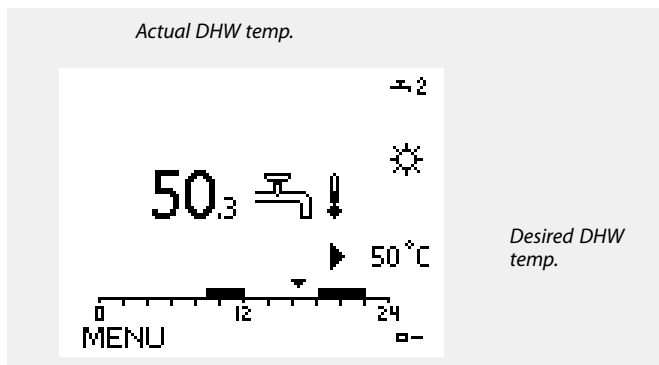 Actual DHW temp.
2
50.3
50 °C
Desired DHW
temp.
0 12 24
MENU